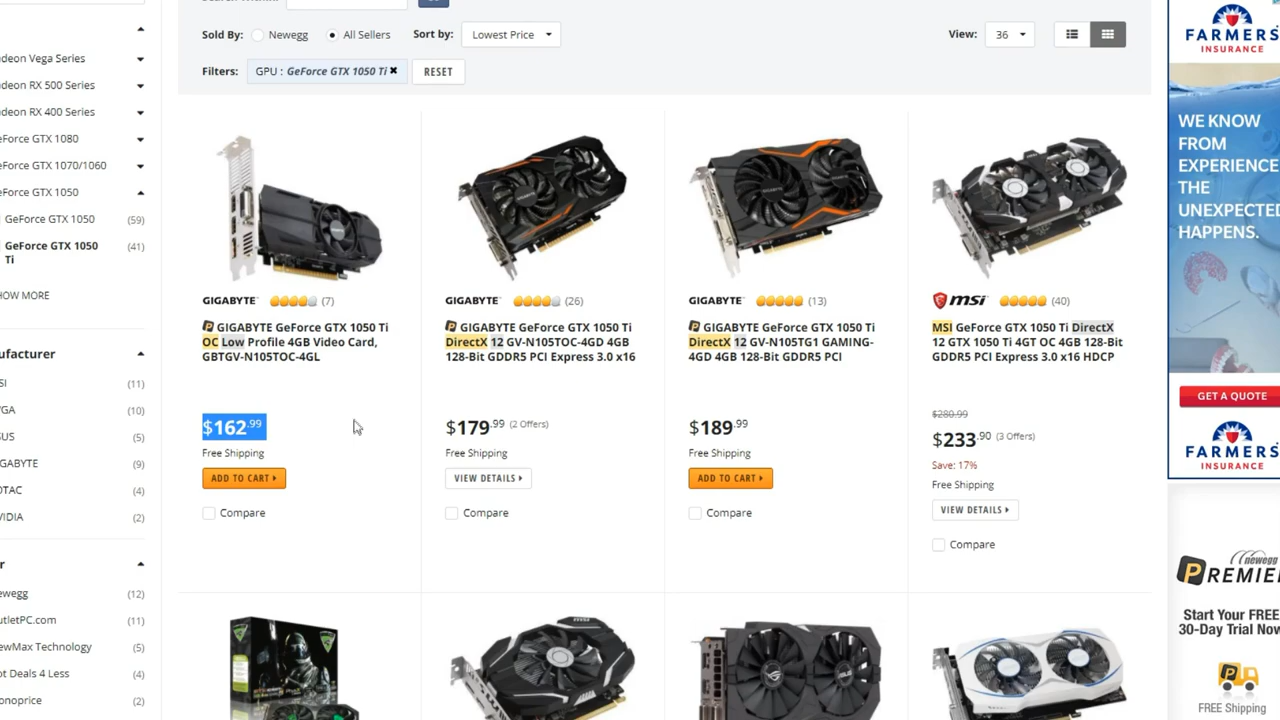 Sold By:
Newegg
All Sellers
Sort by:
Lowest Price
View:
36
Filters:
GPU : GeForce GTX 1050 Ti ✖
RESET
deon Vega Series
deon RX 500 Series
deon RX 400 Series
eForce GTX 1080
eForce GTX 1070/1060
eForce GTX 1050
GeForce GTX 1050 (59)
GeForce GTX 1050 (41)
Ti
HOW MORE
nufacturer
SI (11)
VGA (10)
SUS (5)
GABYTE (9)
OTAC (4)
VIDIA (2)
r
ewegg (12)
utletPC.com (11)
ewMax Technology (5)
ot Deals 4 Less (4)
onoprice (2)
GIGABYTE (7)
GIGABYTE GeForce GTX 1050 Ti
OC Low Profile 4GB Video Card,
GBTGV-N105TOC-4GL
$162.99
Free Shipping
ADD TO CART
Compare
GIGABYTE (26)
GIGABYTE GeForce GTX 1050 Ti
DirectX 12 GV-N105TOC-4GD 4GB
128-Bit GDDR5 PCI Express 3.0 x16
$179.99 (2 Offers)
Free Shipping
VIEW DETAILS
Compare
GIGABYTE (13)
GIGABYTE GeForce GTX 1050 Ti
DirectX 12 GV-N105TG1 GAMING-
4GD 4GB 128-Bit GDDR5 PCI
$189.99
Free Shipping
ADD TO CART
Compare
msi (40)
MSI GeForce GTX 1050 Ti DirectX
12 GTX 1050 Ti 4GT OC 4GB 128-Bit
GDDR5 PCI Express 3.0 x16 HDCP
$280.99
$233.90 (3 Offers)
Save: 17%
Free Shipping
VIEW DETAILS
Compare
FARMERS
INSURANCE
WE KNOW
FROM
EXPERIENCE
THE
UNEXPECTED
HAPPENS.
GET A QUOTE
FARMERS
INSURANCE
newegg
PREMIE
Start Your FREE
30-Day Trial Now
FREE Shipping